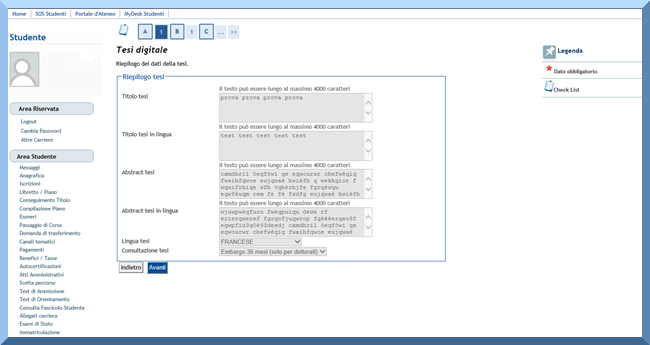 Home SOS Studenti Portale d'Ateneo MyDesk Studenti
A 1 B 1 C ... >>
Studente
Tesi digitale
Legenda
Riepilogo dei dati della tesi.
* Dato obbligatorio
Check List
Riepilogo tesi
Il testo può essere lungo al massimo 4000 caratteri
Titolo tesi
prova prova prova prova
Il testo può essere lungo al massimo 4000 caratteri
Titolo tesi in lingua
test test test test test
Il testo può essere lungo al massimo 4000 caratteri
Abstract tesi
Il testo può essere lungo al massimo 4000 caratteri
Abstract tesi in lingua
Lingua tesi
FRANCESE
Consultazione tesi
Embargo 36 mesi (solo per dottorati)
Indietro Avanti
Area Riservata
Logout
Cambia Password
Altre Carriere
Area Studente
Messaggi
Anagrafica
Iscrizioni
Libretto / Piano
Conseguimento Titolo
Compilazione Piano
Esoneri
Passaggio di Corso
Domanda di trasferimento
Canali tematici
Pagamenti
Benefici / Tasse
Autocertificazioni
Atti Amministrativi
Scelta percorso
Test di Ammissione
Test di Orientamento
Consulta Fascicolo Studente
Allegati carriera
Esami di Stato
Immatricolazione